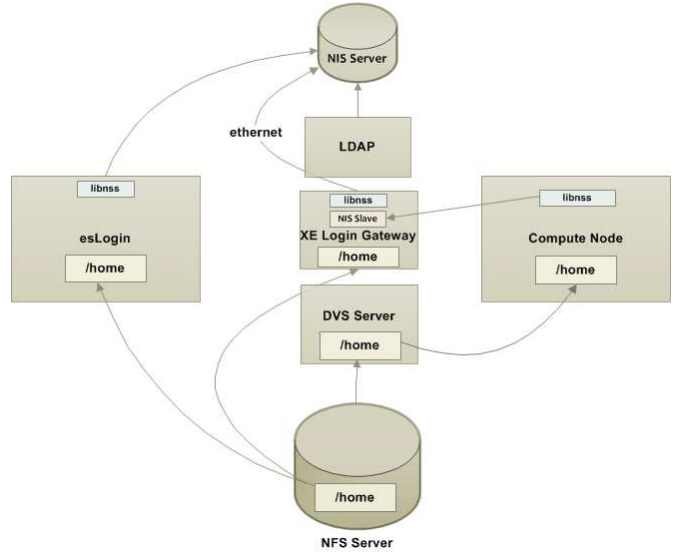 NIS Server
ethernet
LDAP
libnss
esLogin
/home
libnss
NIS Slave
XE Login Gateway
/home
libnss
Compute Node
/home
DVS Server
/home
/home
NFS Server